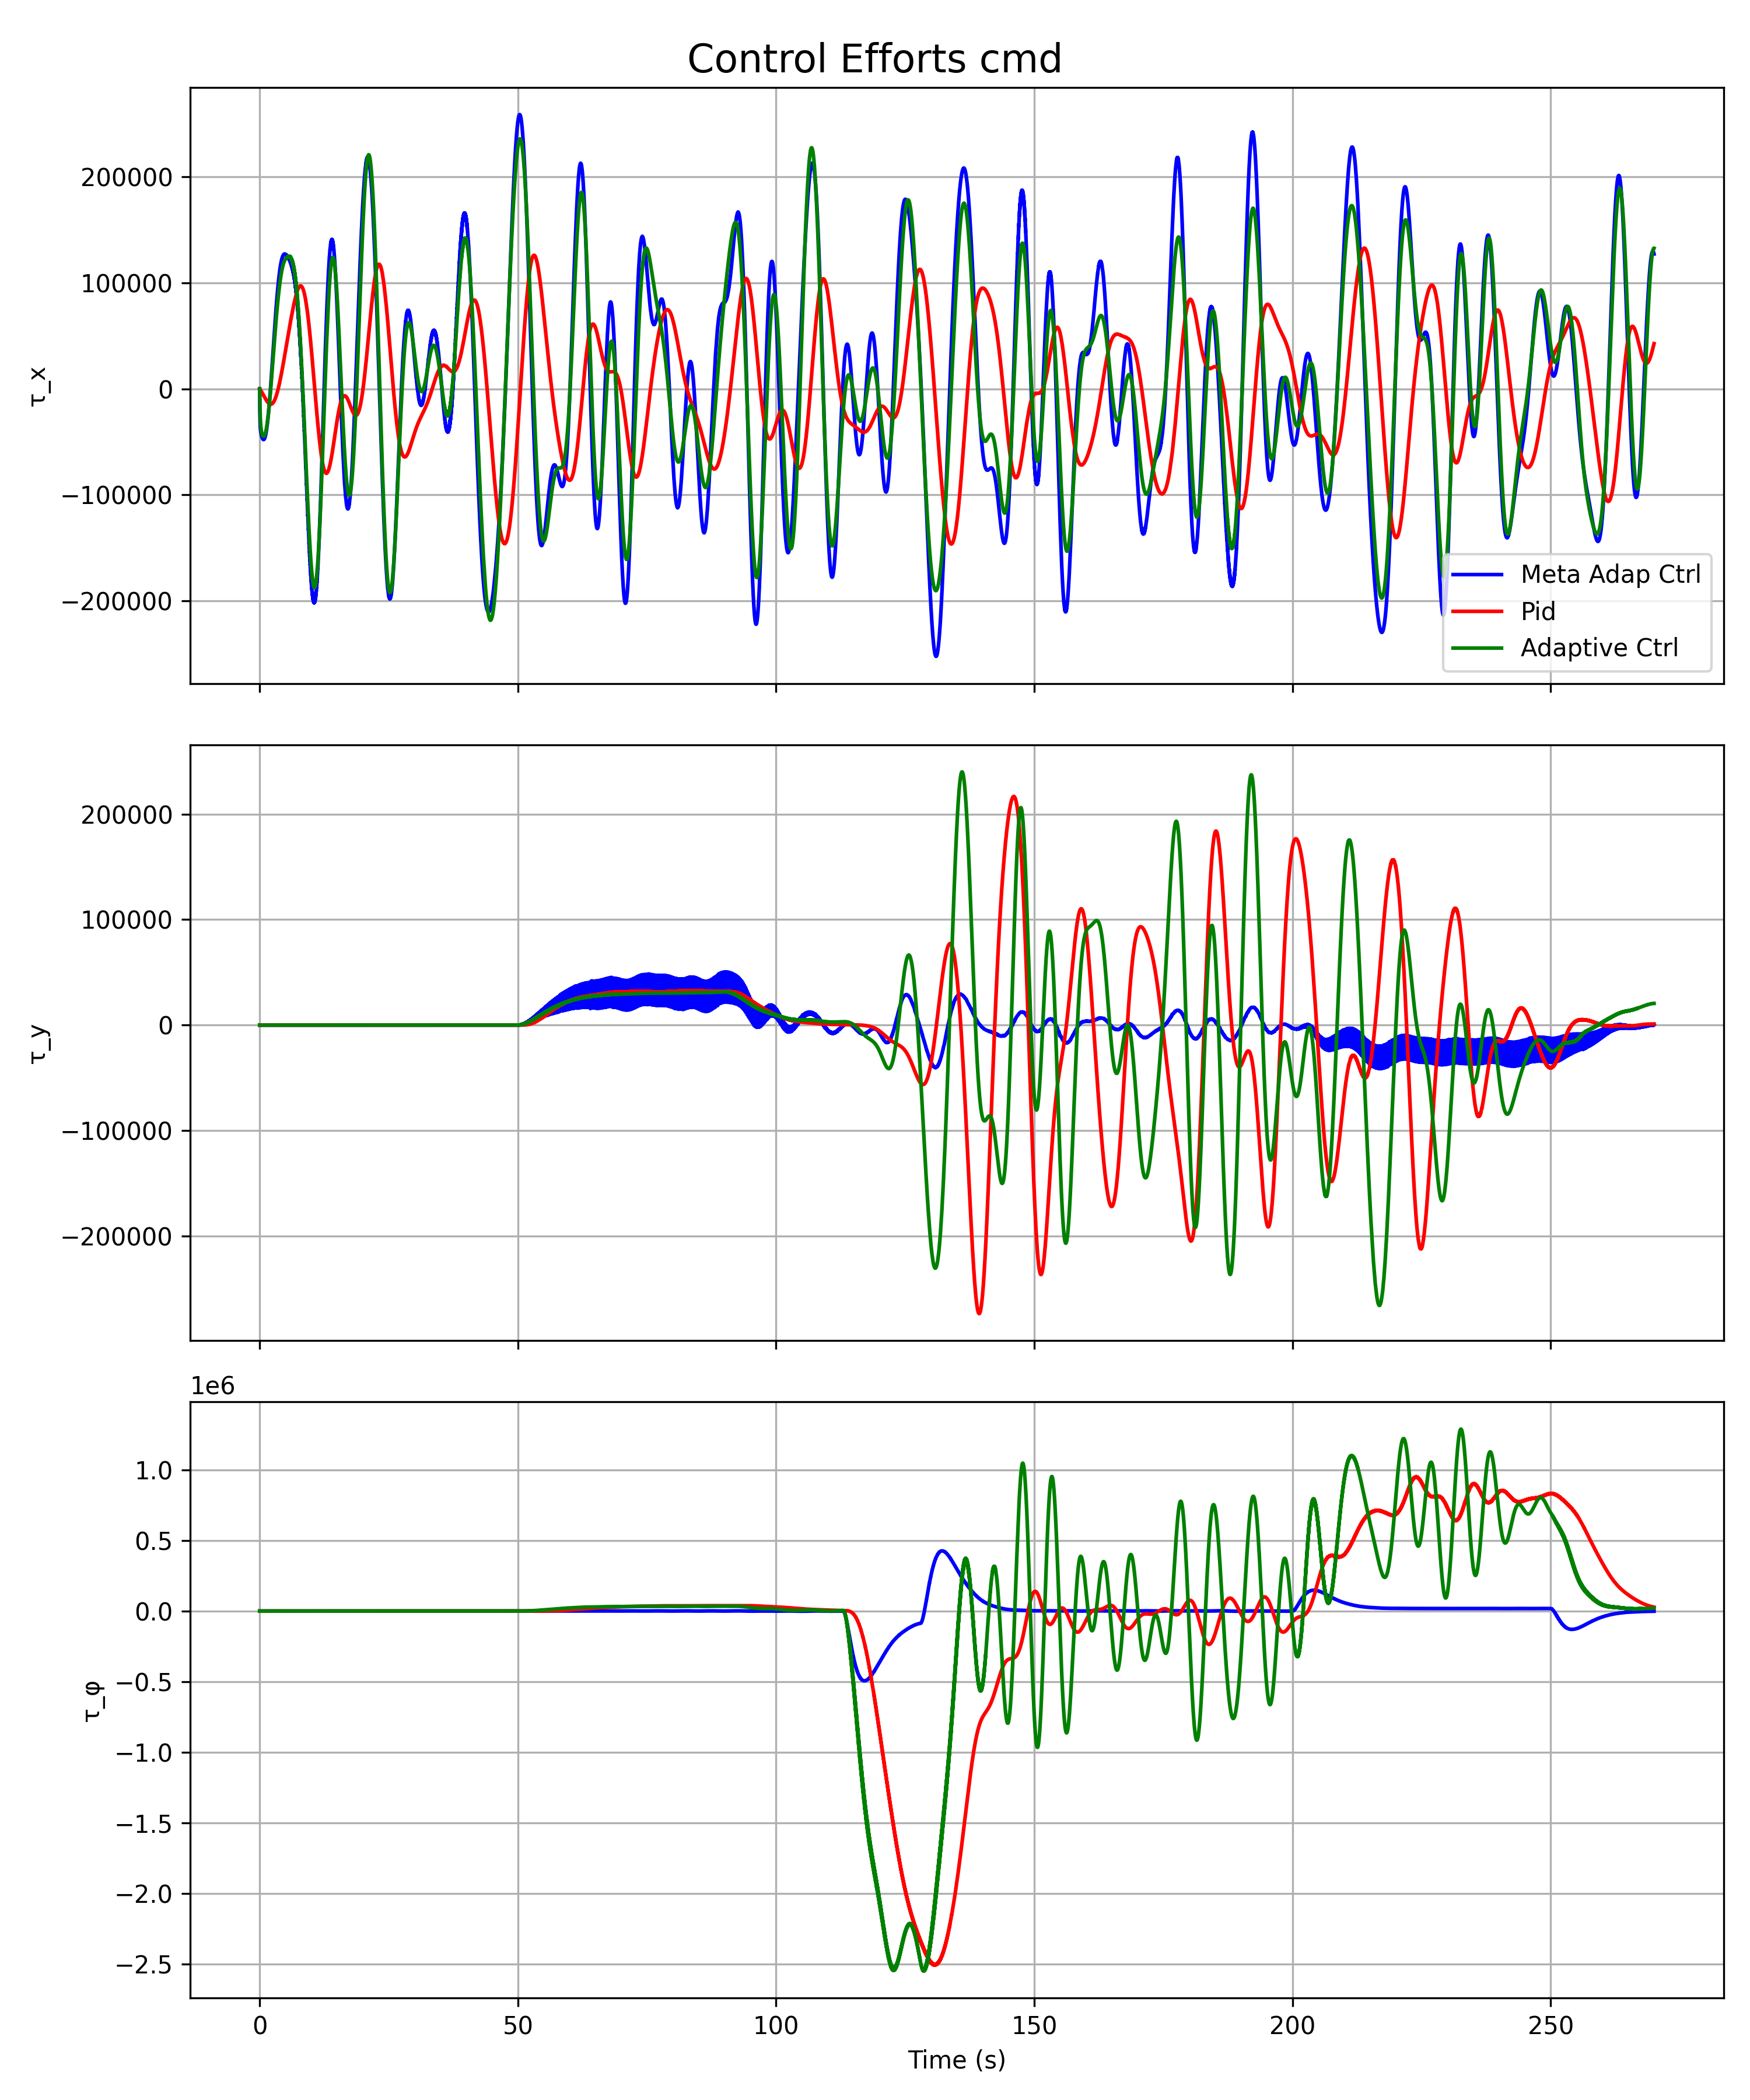 Control Efforts cmd
τ_x
200000
100000
0
−100000
−200000
Meta Adap Ctrl
Pid
Adaptive Ctrl
τ_y
200000
100000
0
−100000
−200000
1e6
τ_φ
1.0
0.5
0.0
−0.5
−1.0
−1.5
−2.0
−2.5
0 50 100 150 200 250
Time (s)